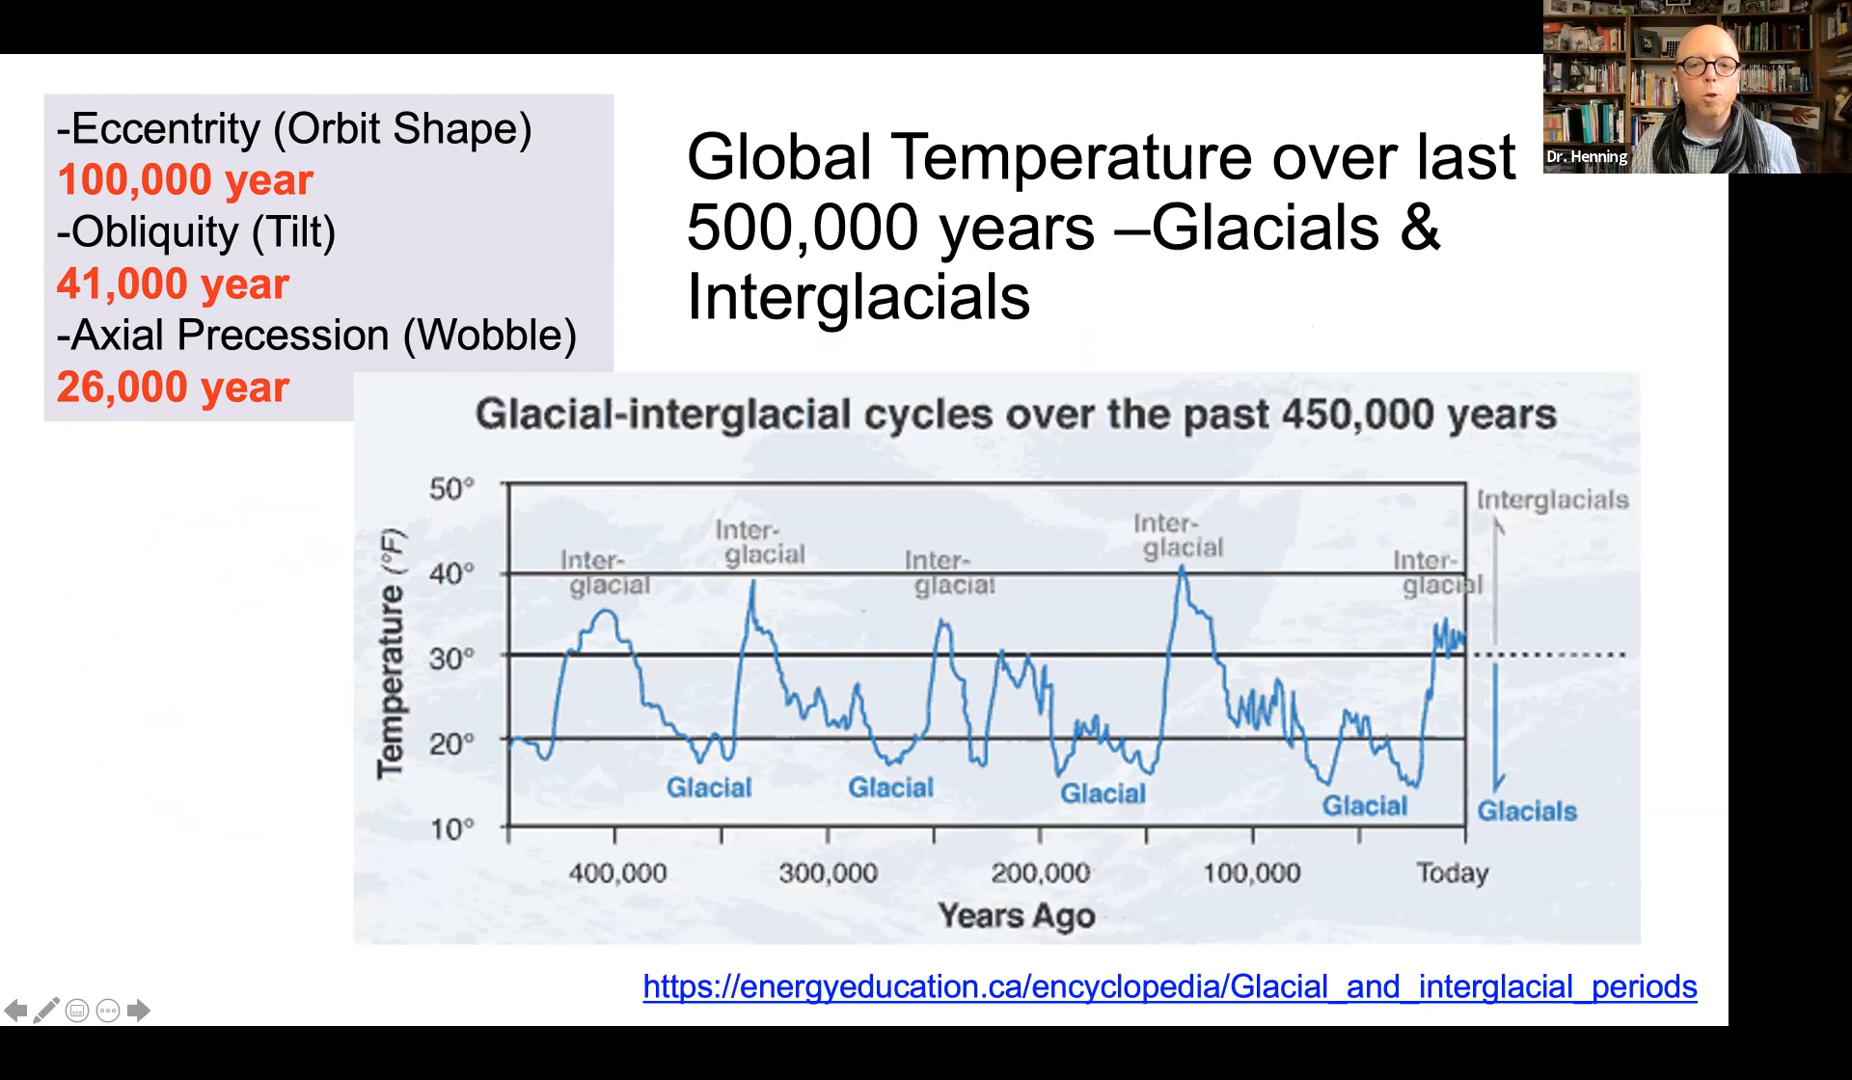 -Eccentrity (Orbit Shape)
100,000 year
-Obliquity (Tilt)
41,000 year
-Axial Precession (Wobble)
26,000 year
Global Temperature over last
500,000 years –Glacials &
Interglacials
Dr. Henning
Glacial-interglacial cycles over the past 450,000 years
Temperature (°F)
50°
40°
30°
20°
10°
Inter-
glacial
Inter-
glacial
Inter-
glacial
Inter-
glacial
Inter-
glacial
Interglacials
Glacial
Glacial
Glacial
Glacial
Glacials
400,000
300,000
200,000
100,000
Today
Years Ago
https://energyeducation.ca/encyclopedia/Glacial_and_interglacial_periods